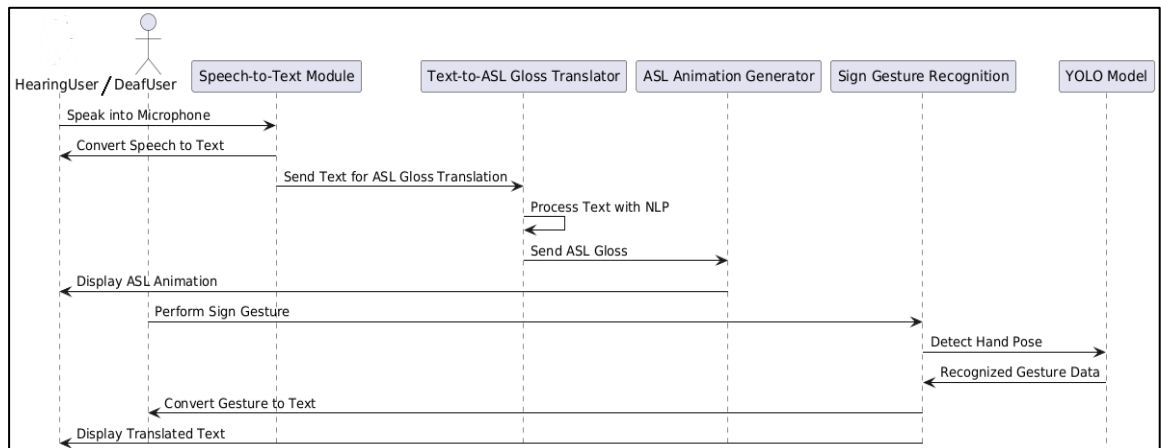 HearingUser/DeafUser
Speech-to-Text Module
Text-to-ASL Gloss Translator
ASL Animation Generator
Sign Gesture Recognition
YOLO Model
Speak into Microphone
Convert Speech to Text
Send Text for ASL Gloss Translation
Process Text with NLP
Send ASL Gloss
Display ASL Animation
Perform Sign Gesture
Detect Hand Pose
Recognized Gesture Data
Convert Gesture to Text
Display Translated Text